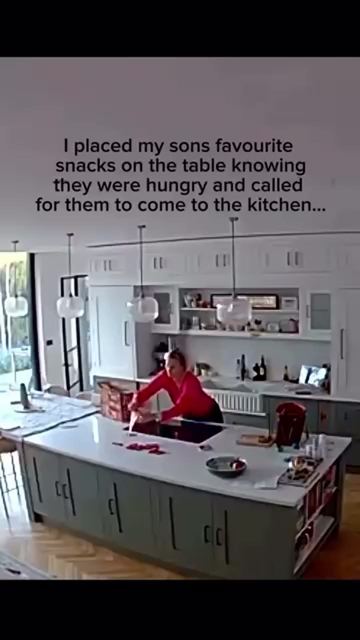 I placed my sons favourite
snacks on the table knowing
they were hungry and called
for them to come to the kitchen...